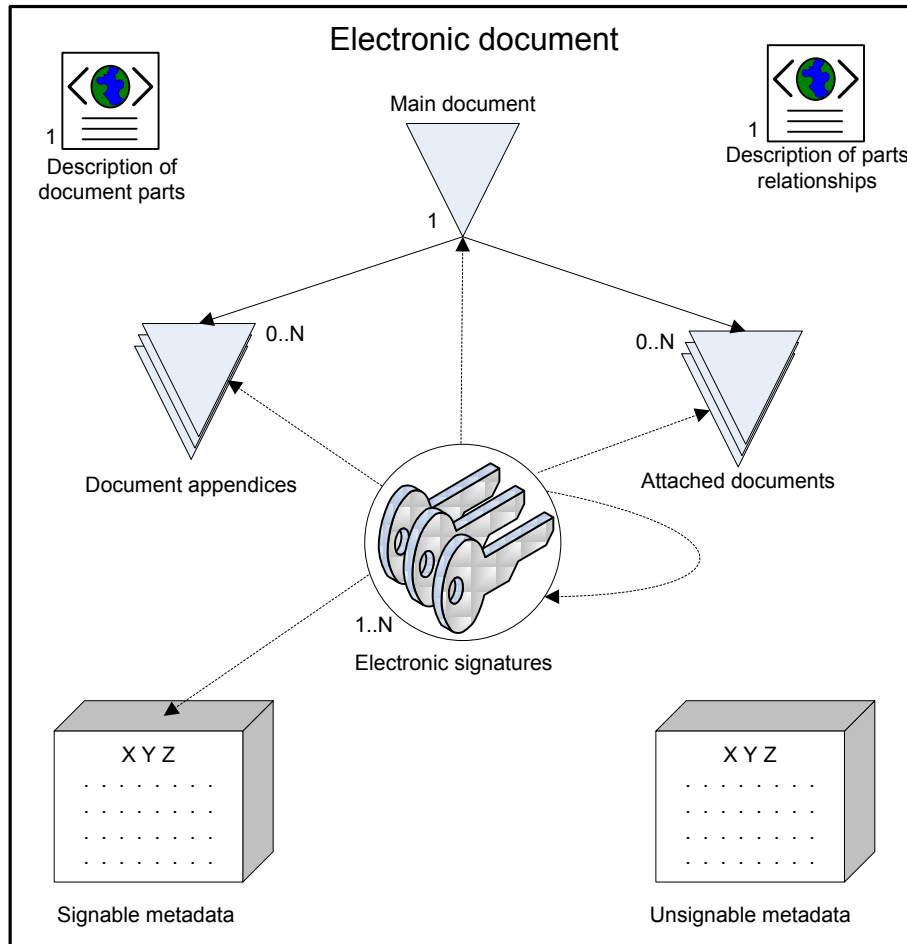 Electronic document
Main document
1
Description of
document parts
1
Description of parts
relationships
1
0..N
0..N
Document appendices
Attached documents
1..N
Electronic signatures
X Y Z
X Y Z
Signable metadata
Unsignable metadata